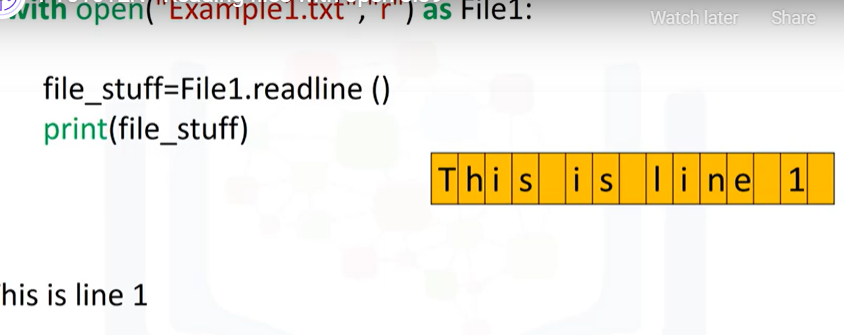 with open("Example1.txt","r") as File1:
Watch later Share
file_stuff=File1.readline ()
print(file_stuff)
This is line 1
his is line 1